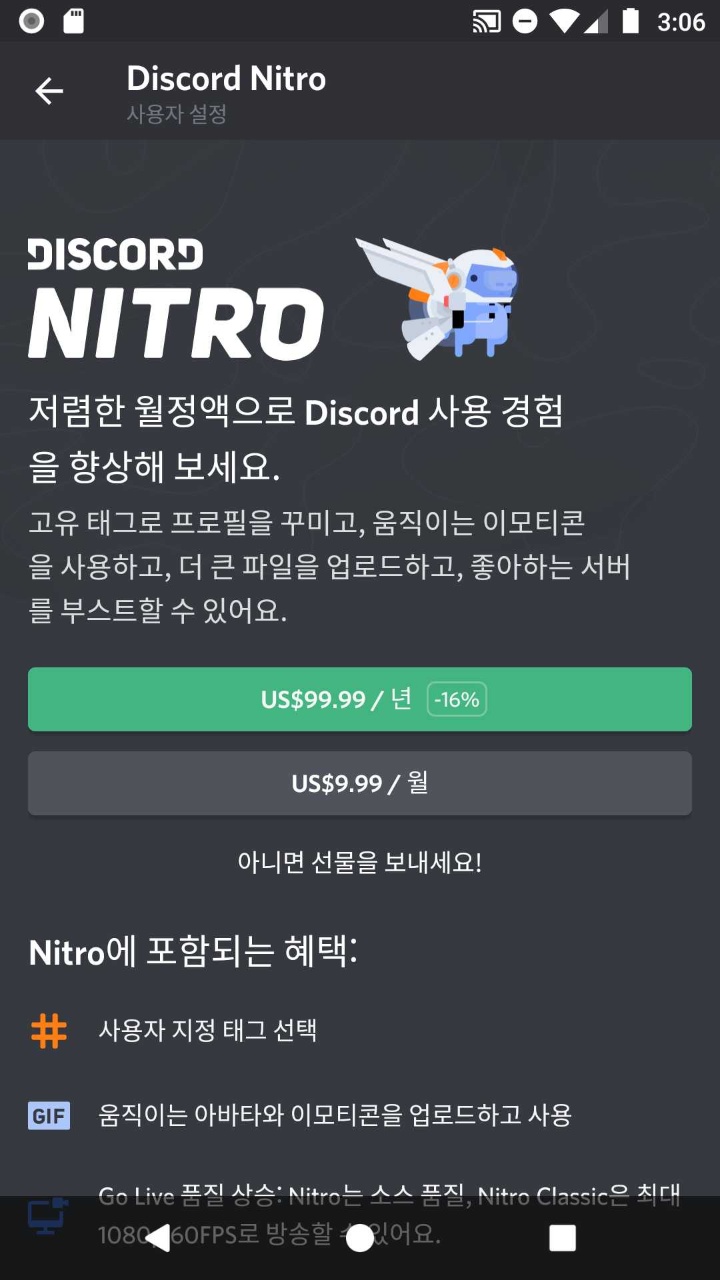 3:06
Discord Nitro
사용자 설정
DISCORD
NITRO
저렴한 월정액으로 Discord 사용 경험
을 향상해 보세요.
고유 태그로 프로필을 꾸미고, 움직이는 이모티콘
을 사용하고, 더 큰 파일을 업로드하고, 좋아하는 서버
를 부스트할 수 있어요.
US$99.99 / 년 -16%
US$9.99 / 월
아니면 선물을 보내세요!
Nitro에 포함되는 혜택:
사용자 지정 태그 선택
GIF 움직이는 아바타와 이모티콘을 업로드하고 사용
Go Live 품질 상승: Nitro는 소스 품질, Nitro Classic은 최대
1080 60FPS로 방송할 수 있어요.